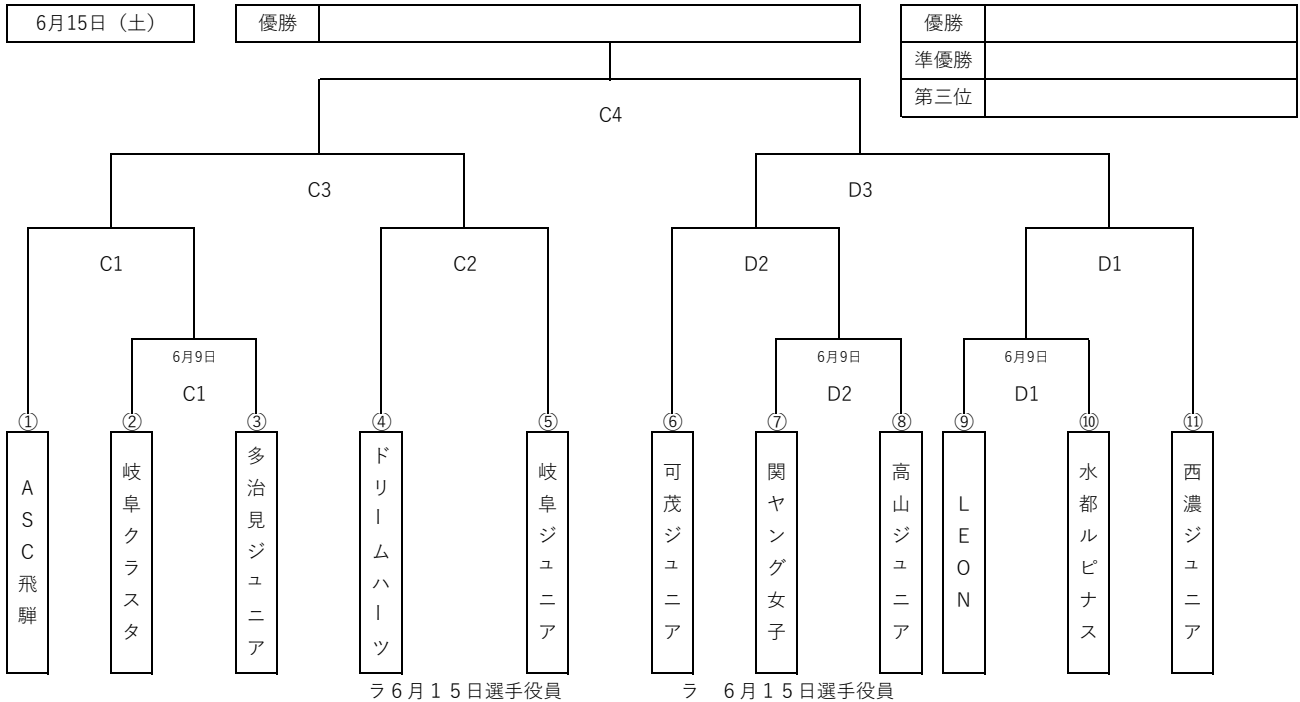 6月15日（土）
優勝
優勝
準優勝
第三位
C4
C3
D3
C1
C2
D2
D1
6月9日
6月9日
6月9日
C1
D2
D1
①
②
③
④
⑤
⑥
⑦
⑧
⑨
⑩
⑪
ASC飛騨
岐阜クラスタ
多治見ジュニア
ドリームハーツ
岐阜ジュニア
可茂ジュニア
関ヤング女子
高山ジュニア
LEON
水都ルピナス
西濃ジュニア
ラ６月１５日選手役員
ラ　６月１５日選手役員